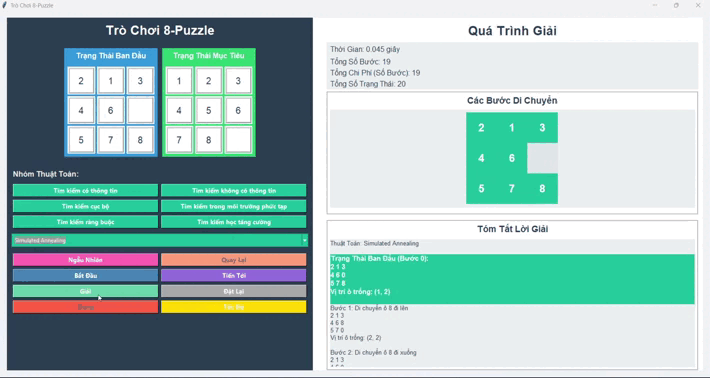 Trò Chơi 8-Puzzle
Trò Chơi 8-Puzzle
Trạng Thái Ban Đầu
2 1 3
4 6
5 7 8
Trạng Thái Mục Tiêu
1 2 3
4 5 6
7 8
Nhóm Thuật Toán:
Tìm kiếm có thông tin
Tìm kiếm không có thông tin
Tìm kiếm cục bộ
Tìm kiếm trong môi trường phức tạp
Tìm kiếm ràng buộc
Tìm kiếm học tăng cường
Simulated Annealing
Ngẫu Nhiên
Quay Lại
Bắt Đầu
Tiến Tới
Giải
Đặt Lại
Quá Trình Giải
Thời Gian: 0.045 giây
Tổng Số Bước: 19
Tổng Chi Phí (Số Bước): 19
Tổng Số Trạng Thái: 20
Các Bước Di Chuyển
2 1 3
4 6
5 7 8
Tóm Tắt Lời Giải
Thuật Toán: Simulated Annealing
Trạng Thái Ban Đầu (Bước 0):
2 1 3
4 6 0
5 7 8
Vị trí ô trống: (1, 2)
Bước 1: Di chuyển ô 8 đi lên
2 1 3
4 6 8
5 7 0
Vị trí ô trống: (2, 2)
Bước 2: Di chuyển ô 8 đi xuống
2 1 3